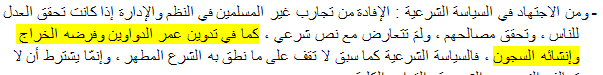 - ومن الاجتهاد في السياسة الشرعية : الإفادة من تجارب غير المسلمين في النظم والإدارة إذا كانت تحقق العدل
للناس ، وتحقق مصالحهم ، ولم تتعارض مع نص شرعي ، كما في تدوين عمر الدواوين وفرضه الخراج
وإنشائه السجون ، فالسياسة الشرعية كما سبق لا تقف على ما نطق به الشرع المطهر ، وإنمّا يشترط أن لا